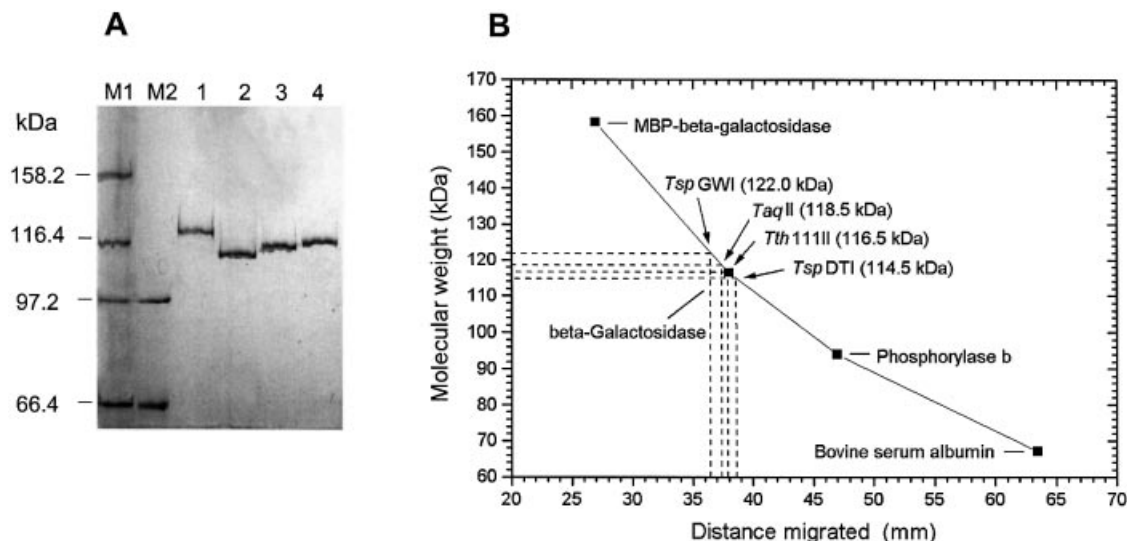 A
M1 M2 1 2 3 4
kDa
158.2
116.4
97.2
66.4
B
170
160
150
140
130
120
110
100
90
80
70
60
Molecular weight (kDa)
MBP-beta-galactosidase
Tsp GWI (122.0 kDa)
Taq II (118.5 kDa)
Tth 111II (116.5 kDa)
Tsp DTI (114.5 kDa)
beta-Galactosidase
Phosphorylase b
Bovine serum albumin
20 25 30 35 40 45 50 55 60 65 70
Distance migrated (mm)